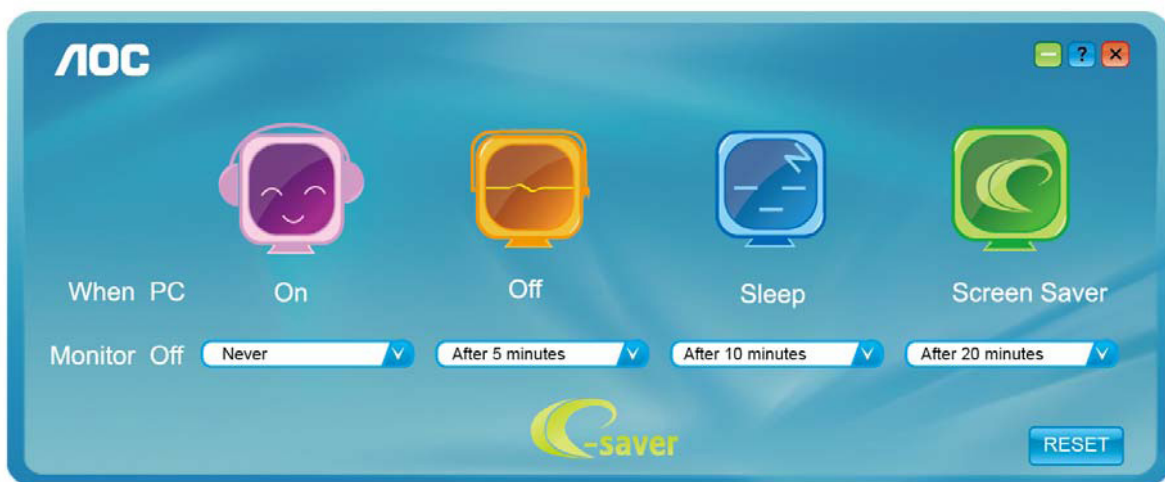 AOC
?
When PC On Off Sleep Screen Saver
Monitor Off Never After 5 minutes After 10 minutes After 20 minutes
e-saver
RESET